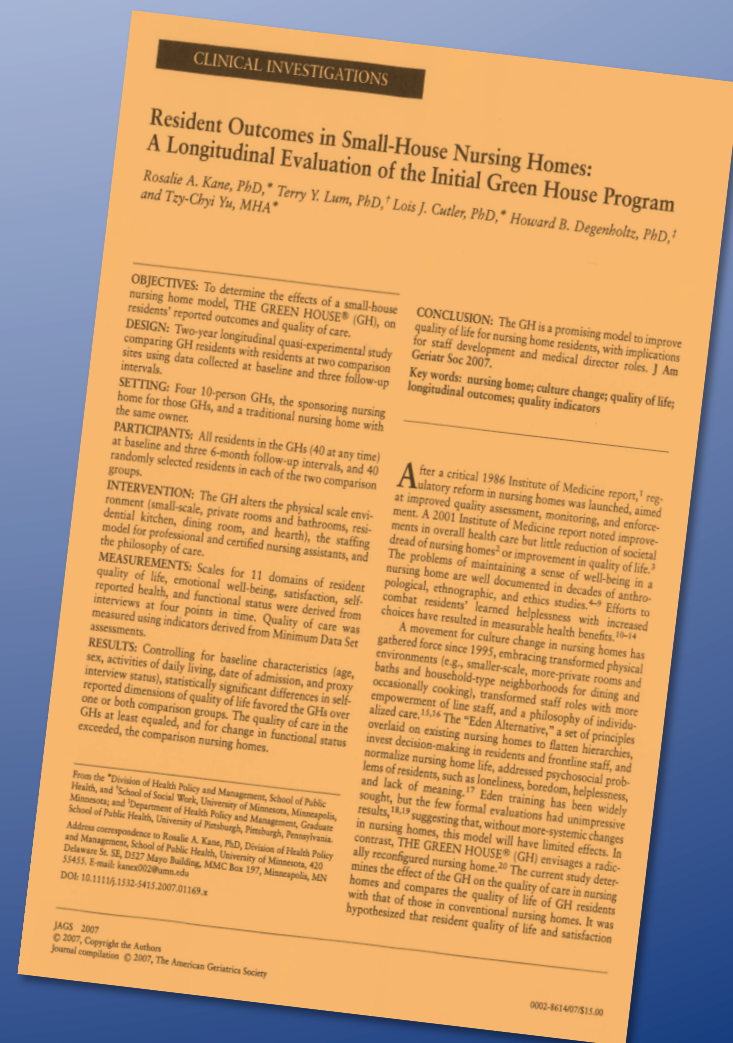 CLINICAL INVESTIGATIONS
Resident Outcomes in Small-House Nursing Homes:
A Longitudinal Evaluation of the Initial Green House Program
Rosalie A. Kane, PhD,* Terry Y. Lum, PhD,† Lois J. Cutler, PhD,* Howard B. Degenholtz, PhD,‡
and Tzy-Chyi Yu, MHA*
OBJECTIVES: To determine the effects of a small-house
nursing home model, THE GREEN HOUSE® (GH), on
residents' reported outcomes and quality of care.
DESIGN: Two-year longitudinal quasi-experimental study
comparing GH residents with residents at two comparison
sites using data collected at baseline and three follow-up
intervals.
SETTING: Four 10-person GHs, the sponsoring nursing
home for those GHs, and a traditional nursing home with
the same owner.
PARTICIPANTS: All residents in the GHs (40 at any time)
at baseline and three 6-month follow-up intervals, and 40
randomly selected residents in each of the two comparison
groups.
INTERVENTION: The GH alters the physical scale envi-
ronment (small-scale, private rooms and bathrooms, resi-
dential kitchen, dining room, and hearth), the staffing
model for professional and certified nursing assistants, and
the philosophy of care.
MEASUREMENTS: Scales for 11 domains of resident
quality of life, emotional well-being, satisfaction, self-
reported health, and functional status were derived from
interviews at four points in time. Quality of care was
measured using indicators derived from Minimum Data Set
assessments.
RESULTS: Controlling for baseline characteristics (age,
sex, activities of daily living, date of admission, and proxy
interview status), statistically significant differences in self-
reported dimensions of quality of life favored the GHs over
one or both comparison groups. The quality of care in the
GHs at least equaled, and for change in functional status
exceeded, the comparison nursing homes.
From the *Division of Health Policy and Management, School of Public
Health, and †School of Social Work, University of Minnesota, Minneapolis,
Minnesota; and ‡Department of Health Policy and Management, Graduate
School of Public Health, University of Pittsburgh, Pittsburgh, Pennsylvania.
Address correspondence to Rosalie A. Kane, PhD, Division of Health Policy
and Management, School of Public Health, University of Minnesota, 420
Delaware St. SE, D527 Mayo Building, MMC Box 197, Minneapolis, MN
55455. E-mail: kanex002@umn.edu
DOI: 10.1111/j.1532-5415.2007.01169.x
CONCLUSION: The GH is a promising model to improve
quality of life for nursing home residents, with implications
for staff development and medical director roles. J Am
Geriatr Soc 2007.
Key words: nursing home; culture change; quality of life;
longitudinal outcomes; quality indicators
After a critical 1986 Institute of Medicine report,1 reg-
ulatory reform in nursing homes was launched, aimed
at improved quality assessment, monitoring, and enforce-
ment. A 2001 Institute of Medicine report noted improve-
ments in overall health care but little reduction of societal
dread of nursing homes2 or improvement in quality of life.3
The problems of maintaining a sense of well-being in a
nursing home are well documented in decades of anthro-
pological, ethnographic, and ethics studies.4–9 Efforts to
combat residents' learned helplessness with increased
choices have resulted in measurable health benefits.10–14
A movement for culture change in nursing homes has
gathered force since 1995, embracing transformed physical
environments (e.g., smaller-scale, more-private rooms and
baths and household-type neighborhoods for dining and
occasionally cooking), transformed staff roles with more
empowerment of line staff, and a philosophy of individu-
alized care.15,16 The "Eden Alternative," a set of principles
overlaid on existing nursing homes to flatten hierarchies,
invest decision-making in residents and frontline staff, and
normalize nursing home life, addressed psychosocial prob-
lems of residents, such as loneliness, boredom, helplessness,
and lack of meaning.17 Eden training has been widely
sought, but the few formal evaluations had unimpressive
results,18,19 suggesting that, without more-systemic changes
in nursing homes, this model will have limited effects. In
contrast, THE GREEN HOUSE® (GH) envisages a radic-
ally reconfigured nursing home.20 The current study deter-
mines the effect of the GH on the quality of care in nursing
homes and compares the quality of life of GH residents
with that of those in conventional nursing homes. It was
hypothesized that resident quality of life and satisfaction
JAGS 2007
© 2007, Copyright the Authors
Journal compilation © 2007, The American Geriatrics Society
0002-8614/07/$15.00